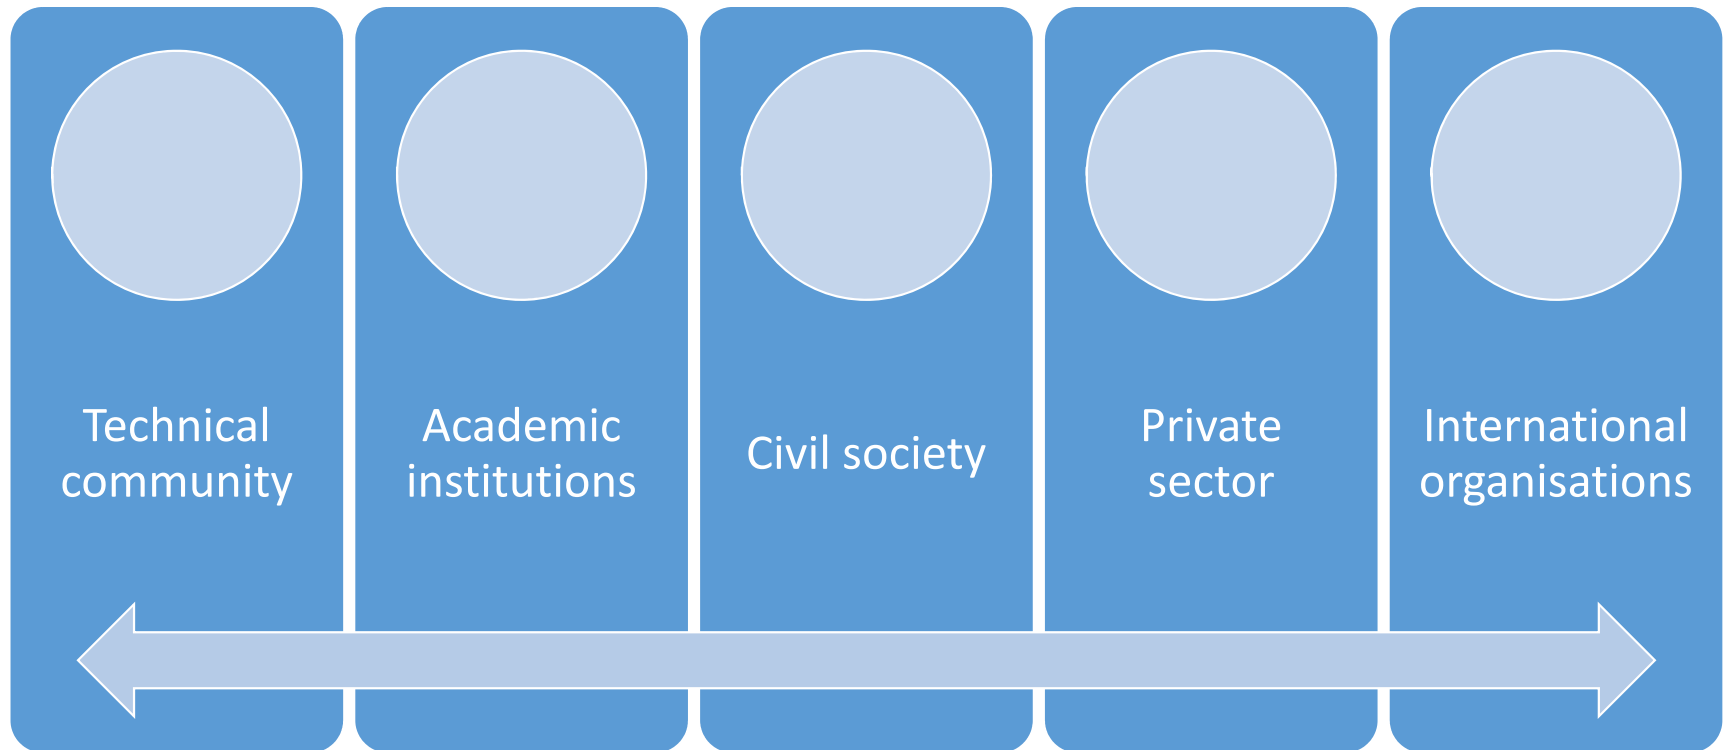 Technical
community
Academic
institutions
Civil society
Private
sector
International
organisations